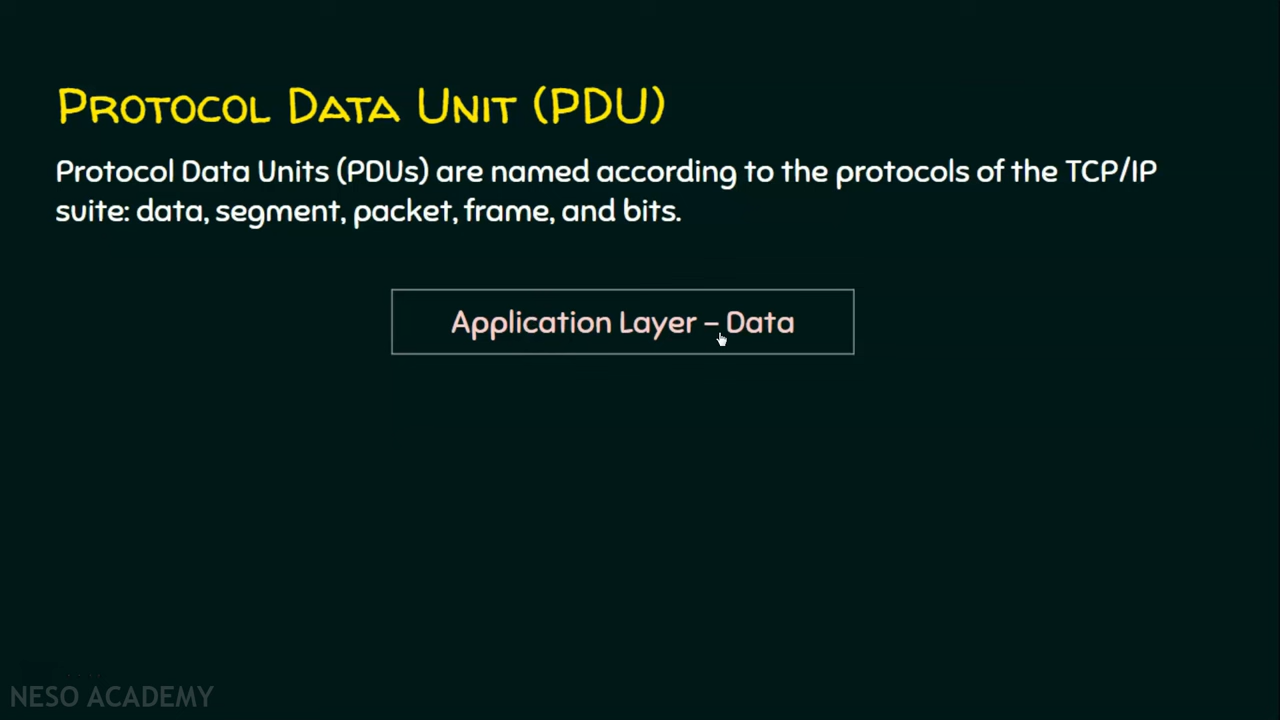 PROTOCOL DATA UNIT (PDU)
Protocol Data Units (PDUs) are named according to the protocols of the TCP/IP
suite: data, segment, packet, frame, and bits.
Application Layer – Data
NESO ACADEMY